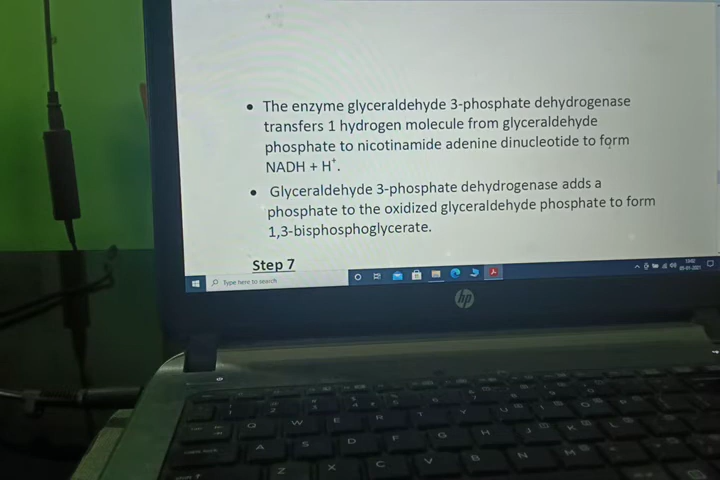 • The enzyme glyceraldehyde 3-phosphate dehydrogenase
transfers 1 hydrogen molecule from glyceraldehyde
phosphate to nicotinamide adenine dinucleotide to form
NADH + H⁺.
• Glyceraldehyde 3-phosphate dehydrogenase adds a
phosphate to the oxidized glyceraldehyde phosphate to form
1,3-bisphosphoglycerate.
Step 7
Type here to search
hp
Q W E R T Y U I O P
A S D F G H J K L
Z X C V B N M